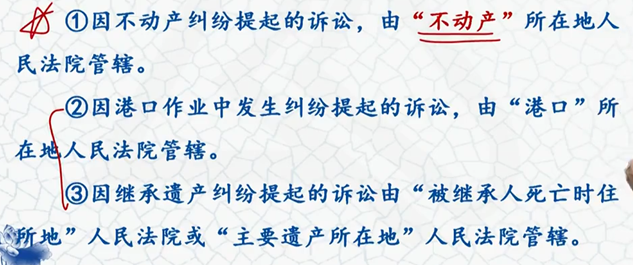 ①因不动产纠纷提起的诉讼，由“不动产”所在地人
民法院管辖。
②因港口作业中发生纠纷提起的诉讼，由“港口”所
在地人民法院管辖。
③因继承遗产纠纷提起的诉讼由“被继承人死亡时住
所地”人民法院或“主要遗产所在地”人民法院管辖。